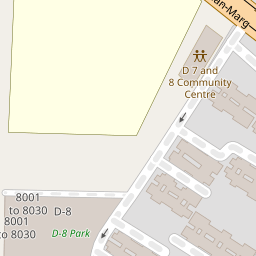 an-Marg
D 7 and
8 Community
Centre
8001
to 8030
D-8
8001
to 8030
D-8 Park